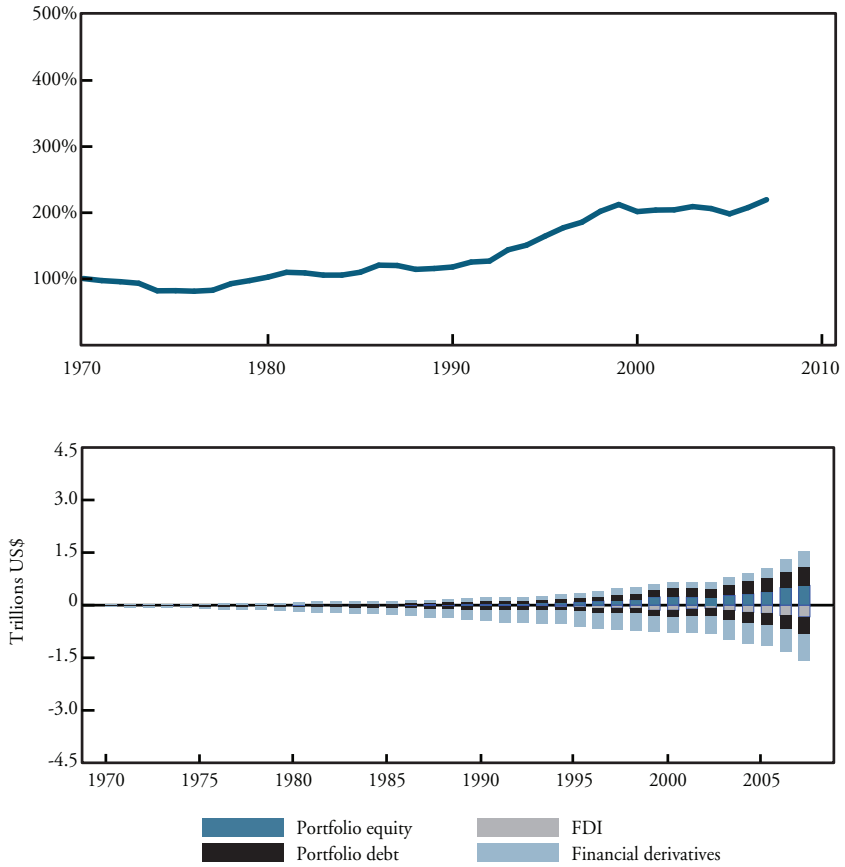 500%
400%
300%
200%
100%
1970 1980 1990 2000 2010
4.5
3.0
1.5
0
-1.5
-3.0
-4.5
Trillions US$
1970 1975 1980 1985 1990 1995 2000 2005
Portfolio equity FDI
Portfolio debt Financial derivatives